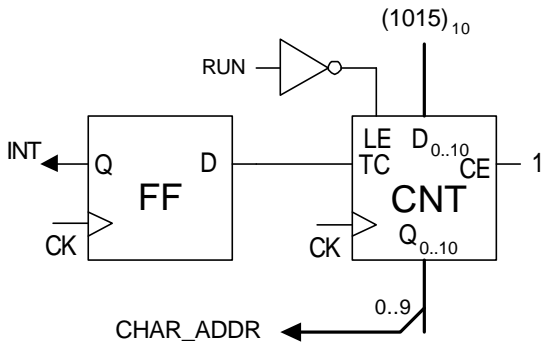 (1015)10
RUN
LE D0..10
INT Q D TC CE 1
FF CNT
CK CK Q0..10
0..9
CHAR_ADDR